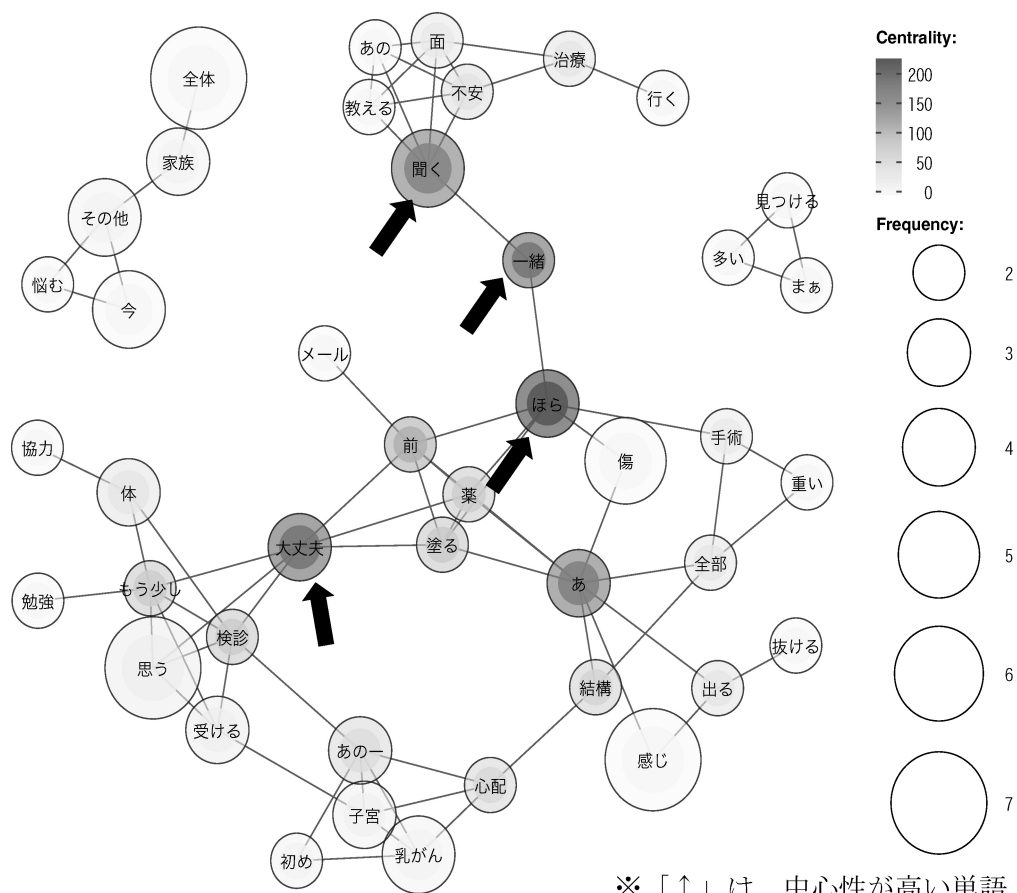 Centrality:
200
150
100
50
0
Frequency:
2
3
4
5
6
7
全体
家族
その他
悩む
今
あの
面
治療
行く
教える
不安
聞く
一緒
見つける
多い
まぁ
メール
ほら
前
傷
手術
重い
薬
塗る
大丈夫
あ
全部
協力
体
もう少し
勉強
検診
思う
受ける
結構
出る
抜ける
感じ
あのー
心配
子宮
乳がん
初め
※「↑」は、中心性が高い単語